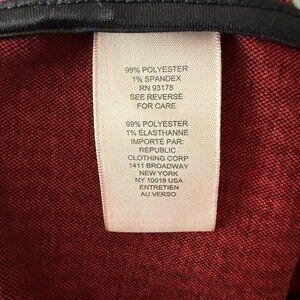 99% POLYESTER
1% SPANDEX
RN 93178
SEE REVERSE
FOR CARE
99% POLYESTER
1% ÉLASTHANNE
IMPORTÉ PAR:
REPUBLIC
CLOTHING CORP
1411 BROADWAY
NEW YORK
NY 10018 USA
ENTRETIEN
AU VERSO